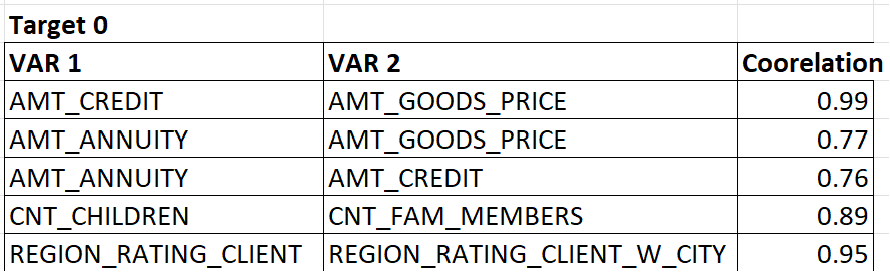 Target 0
VAR 1 VAR 2 Coorelation
AMT_CREDIT AMT_GOODS_PRICE 0.99
AMT_ANNUITY AMT_GOODS_PRICE 0.77
AMT_ANNUITY AMT_CREDIT 0.76
CNT_CHILDREN CNT_FAM_MEMBERS 0.89
REGION_RATING_CLIENT REGION_RATING_CLIENT_W_CITY 0.95